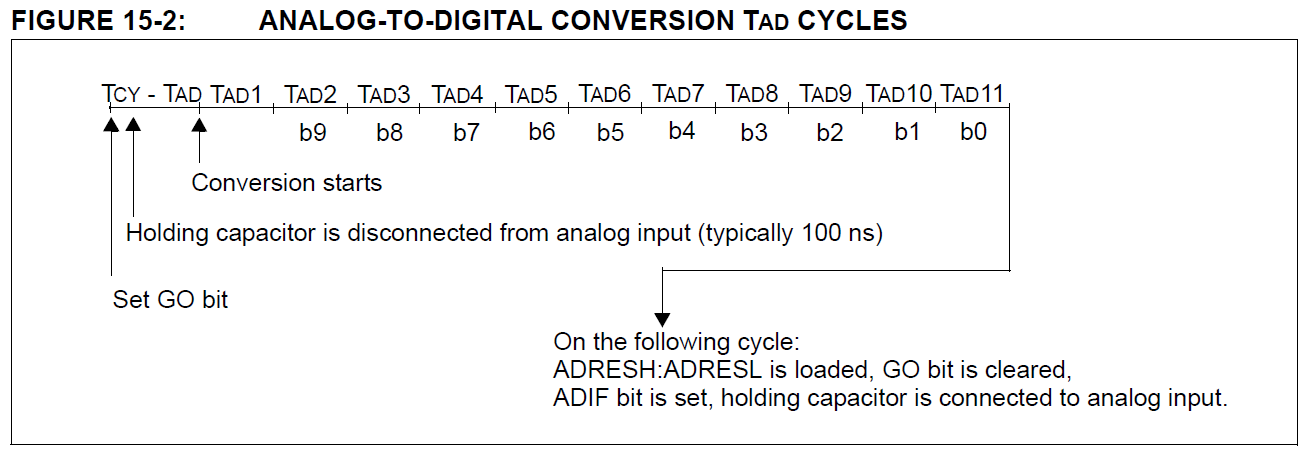 FIGURE 15-2: ANALOG-TO-DIGITAL CONVERSION TAD CYCLES
TCY - TAD TAD1 TAD2 TAD3 TAD4 TAD5 TAD6 TAD7 TAD8 TAD9 TAD10 TAD11
b9 b8 b7 b6 b5 b4 b3 b2 b1 b0
Conversion starts
Holding capacitor is disconnected from analog input (typically 100 ns)
Set GO bit
On the following cycle:
ADRESH:ADRESL is loaded, GO bit is cleared,
ADIF bit is set, holding capacitor is connected to analog input.